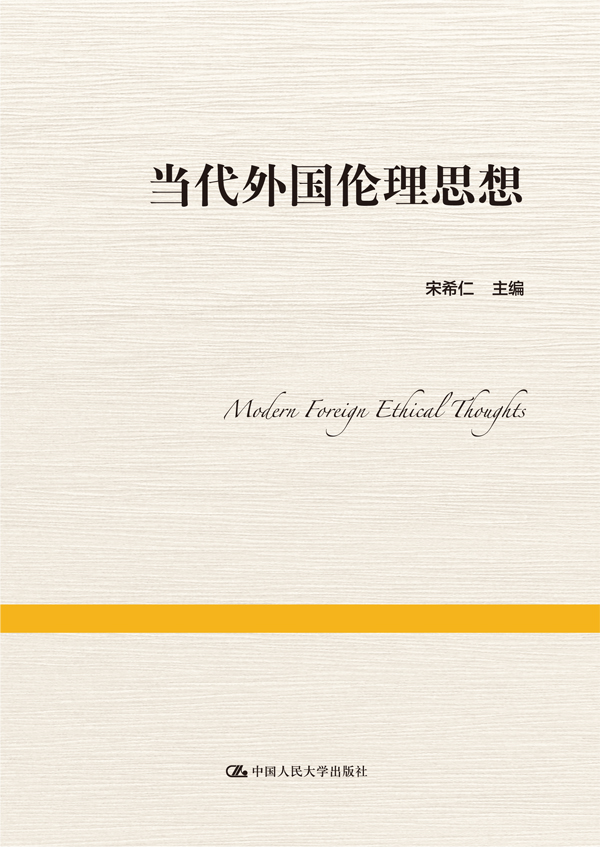 当代外国伦理思想
宋希仁 主编
Modern Foreign Ethical Thoughts
中国人民大学出版社